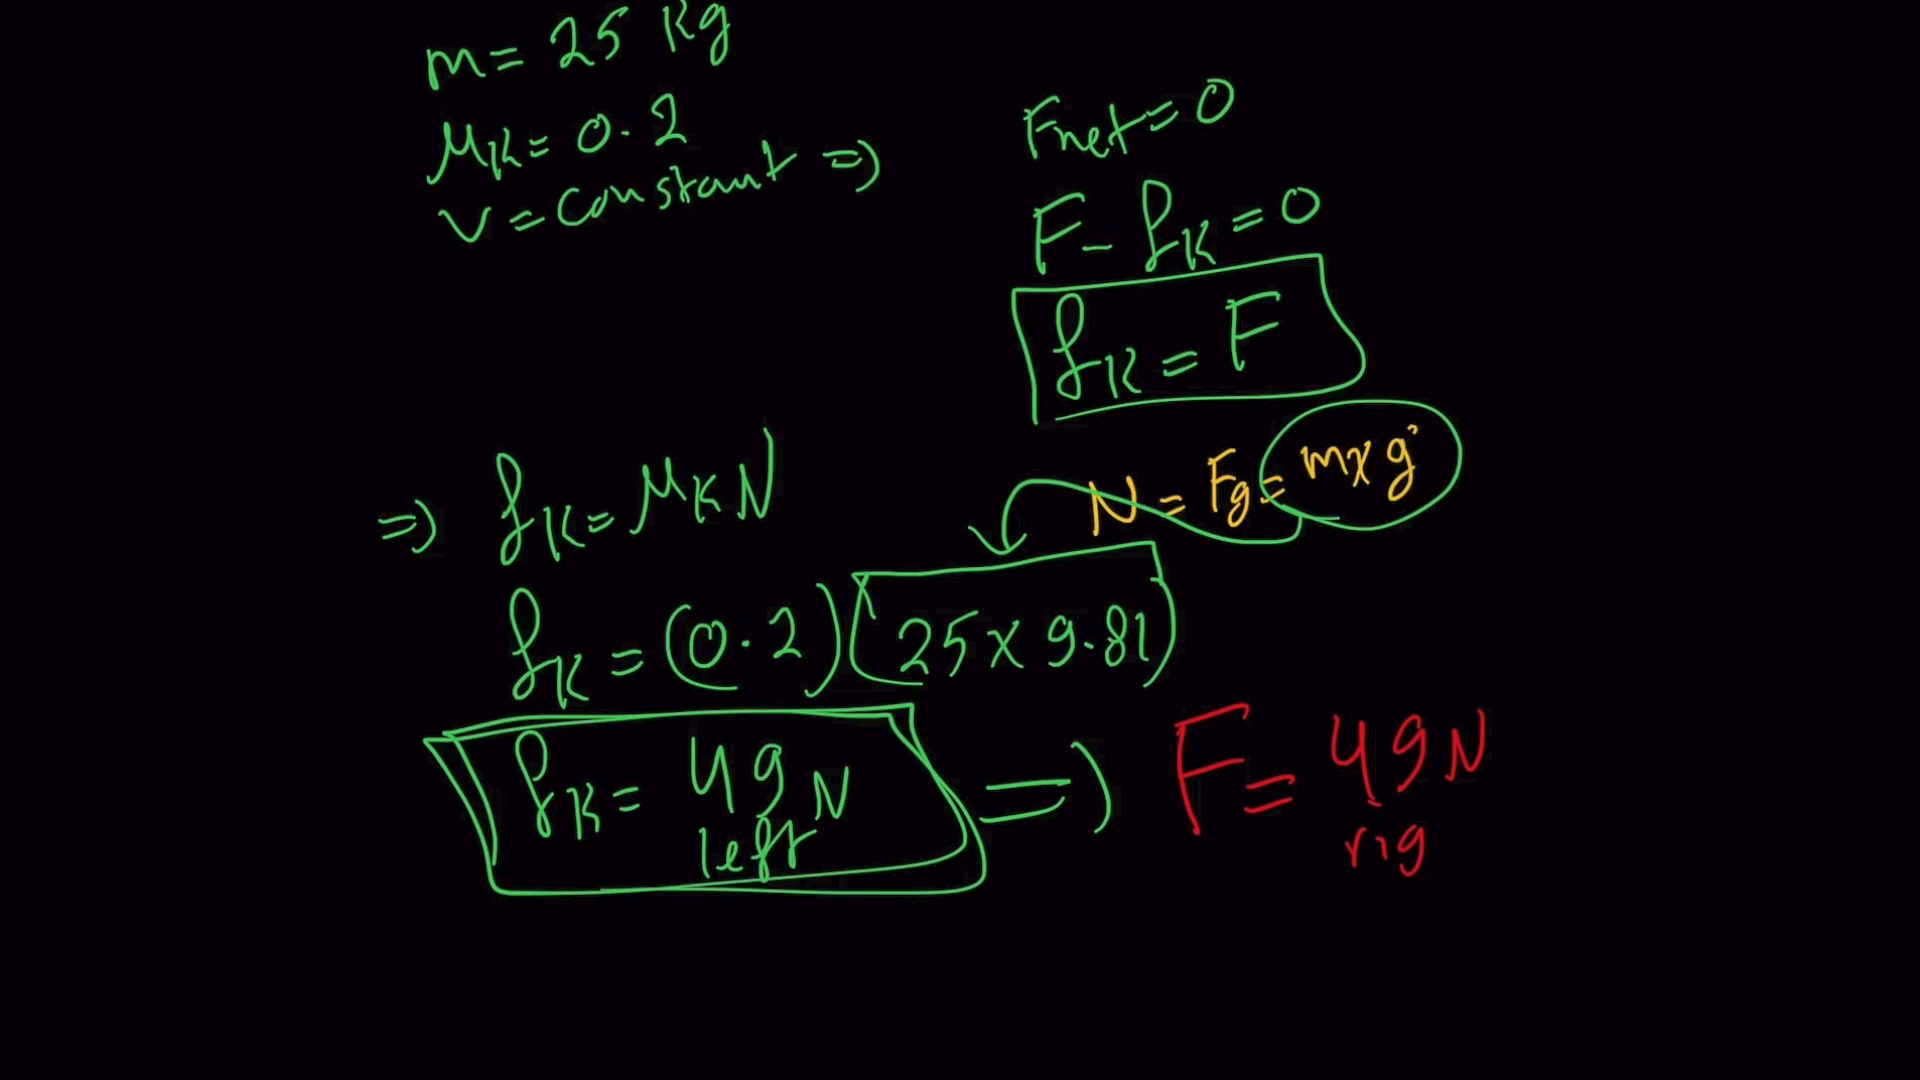 m = 25 kg
μk = 0.2
v = constant ⇒
Fnet = 0
F - fk = 0
fk = F
N = Fg = m x g
⇒ fk = μk N
fk = (0.2)(25 x 9.81)
fk = 49 N
left
⇒ F = 49 N
rig